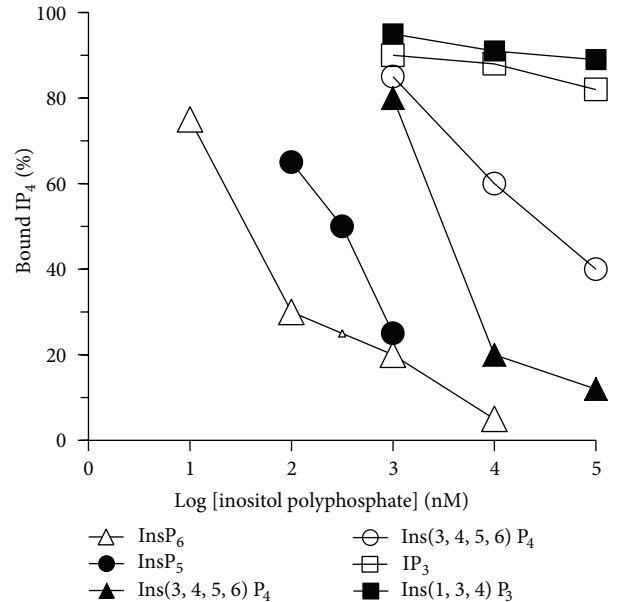 100
80
60
40
20
0
Bound IP₄ (%)
0 1 2 3 4 5
Log [inositol polyphosphate] (nM)
InsP₆ Ins(3, 4, 5, 6) P₄
InsP₅ IP₃
Ins(3, 4, 5, 6) P₄ Ins(1, 3, 4) P₃